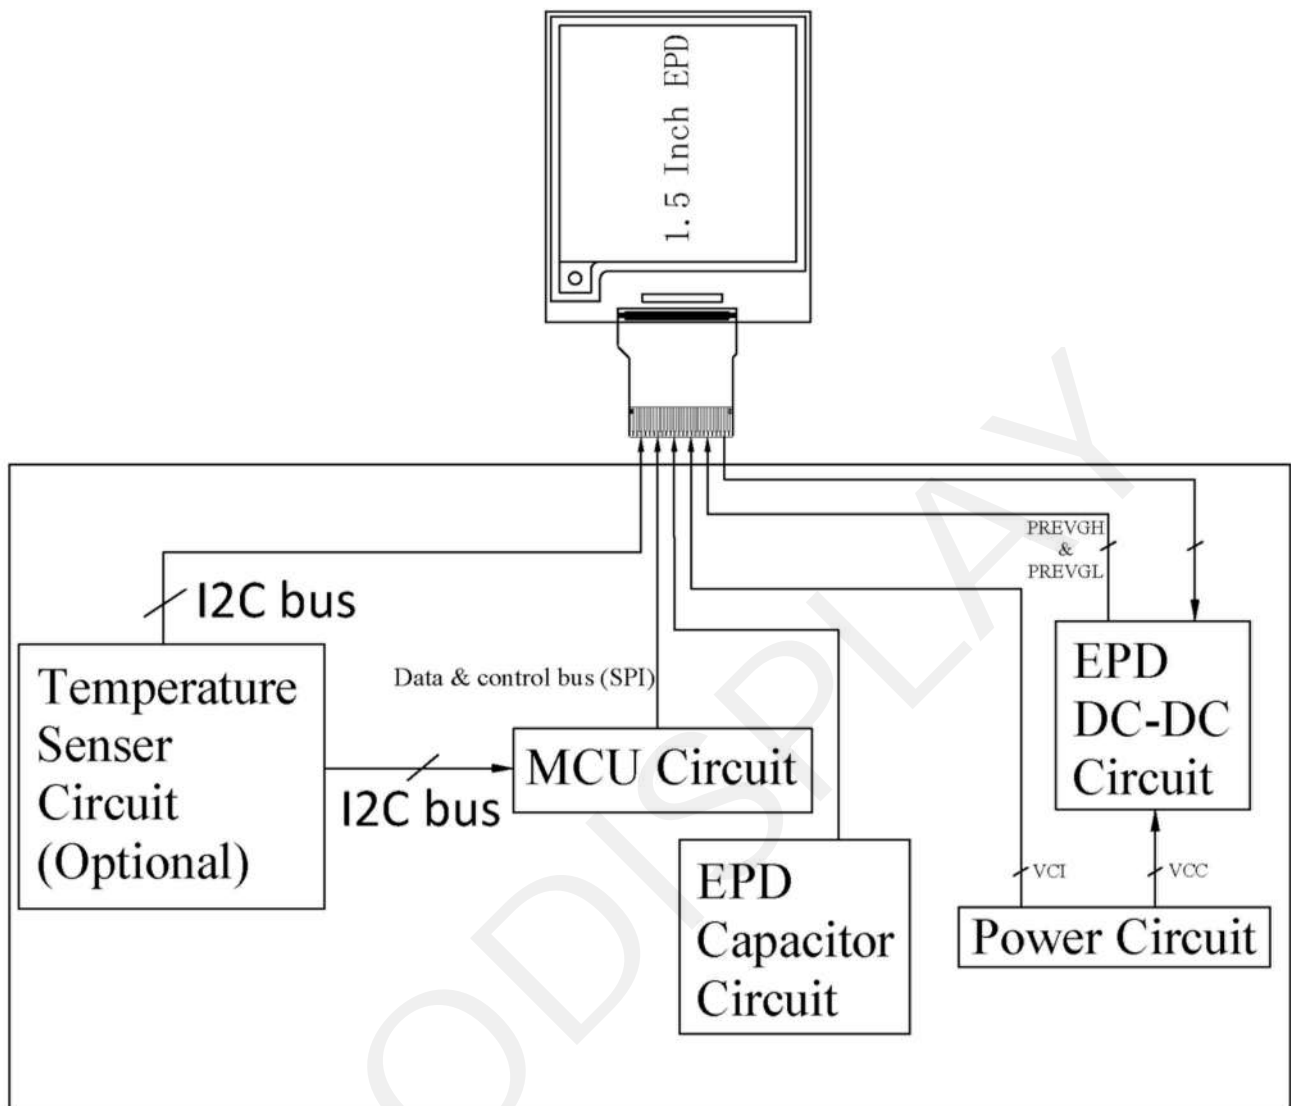 1.5 Inch EPD
PREVGH
&
PREVGL
I2C bus
Temperature
Senser
Circuit
(Optional)
Data & control bus (SPI)
I2C bus
MCU Circuit
EPD
DC-DC
Circuit
EPD
Capacitor
Circuit
VCI
VCC
Power Circuit
ODISPLAY